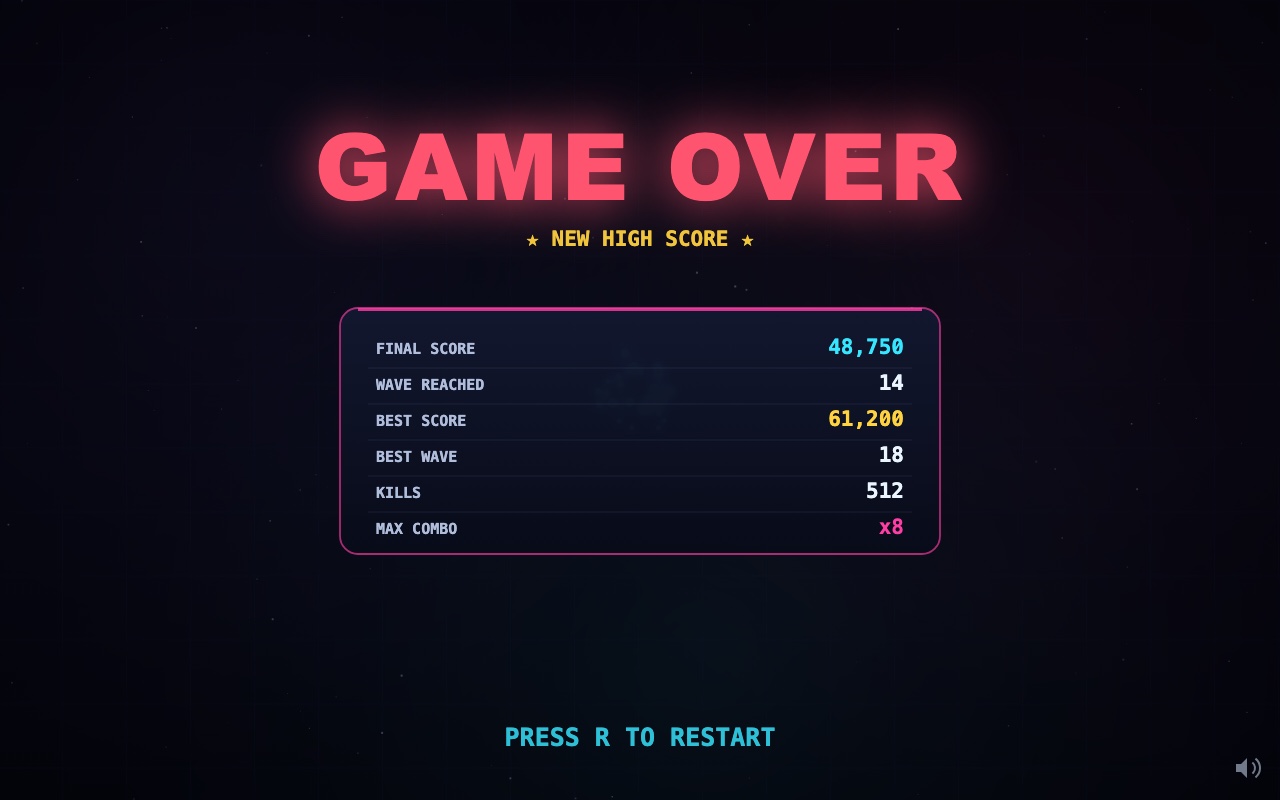 GAME OVER
★ NEW HIGH SCORE ★
FINAL SCORE 48,750
WAVE REACHED 14
BEST SCORE 61,200
BEST WAVE 18
KILLS 512
MAX COMBO x8
PRESS R TO RESTART